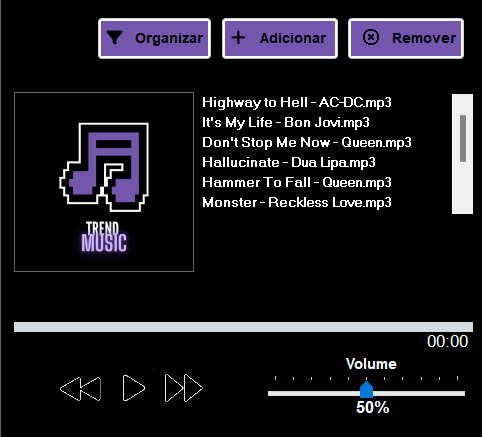 Organizar
Adicionar
Remover
Highway to Hell - AC-DC.mp3
It's My Life - Bon Jovi.mp3
Don't Stop Me Now - Queen.mp3
Hallucinate - Dua Lipa.mp3
Hammer To Fall - Queen.mp3
Monster - Reckless Love.mp3
TREND
MUSIC
00:00
Volume
50%